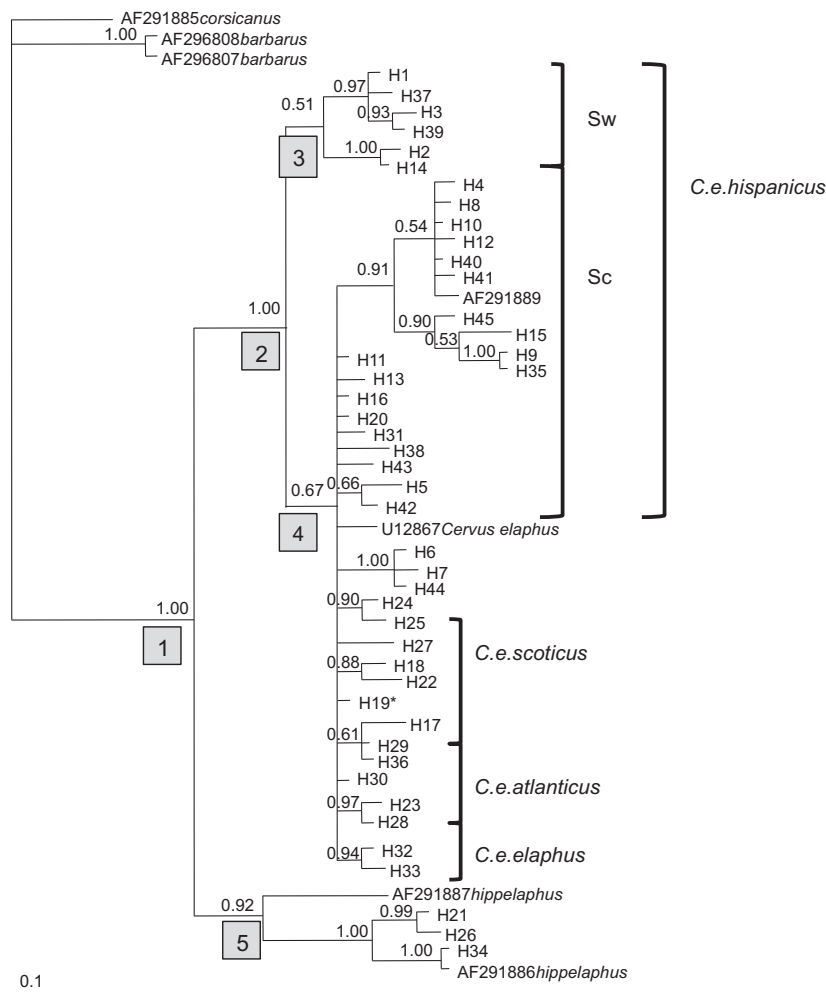 AF291885corsicanus
1.00
AF296808barbarus
AF296807barbarus
H1
0.97
H37
0.51
0.93
H3
H39
Sw
3
1.00
H2
H14
C.e.hispanicus
H4
H8
0.54
H10
H12
H40
0.91
H41
Sc
AF291889
1.00
0.90
H45
0.53
H15
2
1.00
H9
H11
H35
H13
H16
H20
H31
H38
H43
0.67
0.66
H5
H42
4
U12867Cervus elaphus
H6
1.00
H7
H44
0.90
H24
1.00
H25
1
H27
C.e.scoticus
0.88
H18
H22
H19*
H17
0.61
H29
H36
H30
C.e.atlanticus
0.97
H23
H28
0.94
H32
C.e.elaphus
H33
AF291887hippelaphus
0.92
0.99
H21
5
1.00
H26
1.00
H34
AF291886hippelaphus
0.1